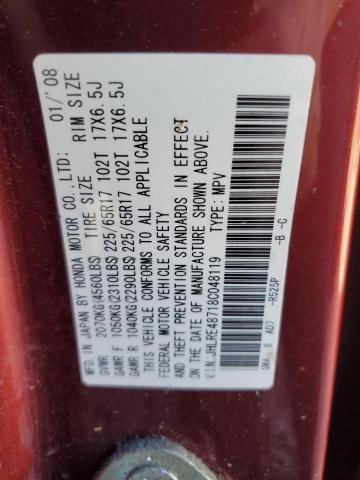 MFD. IN JAPAN BY HONDA MOTOR CO., LTD; 01/'08
TIRE SIZE RIM SIZE
GVWR 2070KG(4560LBS)
GAWR F 1050KG(2310LBS) 225/65R17 102T 17X6.5J
GAWR R 1040KG(2290LBS) 225/65R17 102T 17X6.5J
THIS VEHICLE CONFORMS TO ALL APPLICABLE
FEDERAL MOTOR VEHICLE SAFETY
AND THEFT PREVENTION STANDARDS IN EFFECT
ON THE DATE OF MANUFACTURE SHOWN ABOVE.
V.I.N: JHLRE48718C048119 TYPE: MPV
SWA 8 AD7 -R525P -B -C